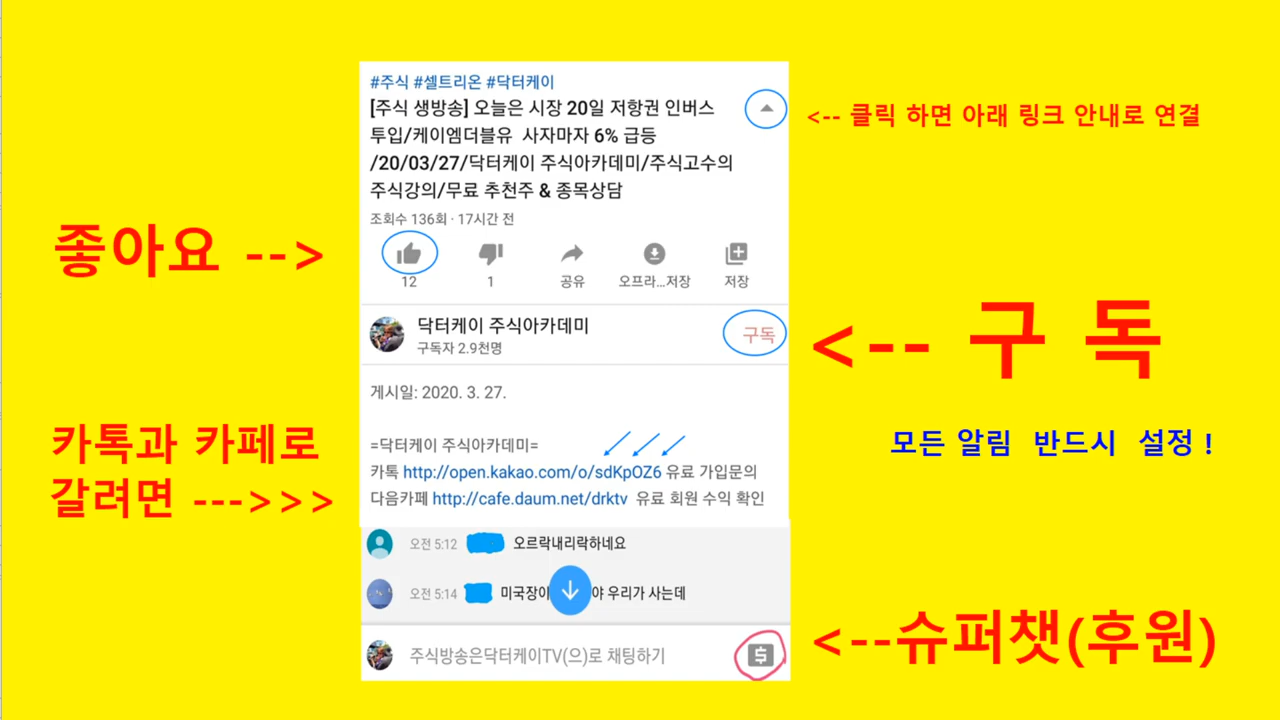 #주식 #셀트리온 #닥터케이
[주식 생방송] 오늘은 시장 20일 저항권 인버스
투입/케이엠더블유 사자마자 6% 급등
/20/03/27/닥터케이 주식아카데미/주식고수의
주식강의/무료 추천주 & 종목상담
조회수 136회 · 17시간 전
<-- 클릭 하면 아래 링크 안내로 연결
좋아요 -->
12
1
공유
오프라...저장
저장
닥터케이 주식아카데미
구독자 2.9천명
구독
<-- 구 독
게시일: 2020. 3. 27.
모든 알림 반드시 설정 !
카톡과 카페로
갈려면 --->>>
=닥터케이 주식아카데미=
카톡 http://open.kakao.com/o/sdKpOZ6 유료 가입문의
다음카페 http://cafe.daum.net/drktv 유료 회원 수익 확인
오전 5:12 오르락내리락하네요
오전 5:14 미국장이 야 우리가 사는데
주식방송은닥터케이TV(으)로 채팅하기
<--슈퍼챗(후원)